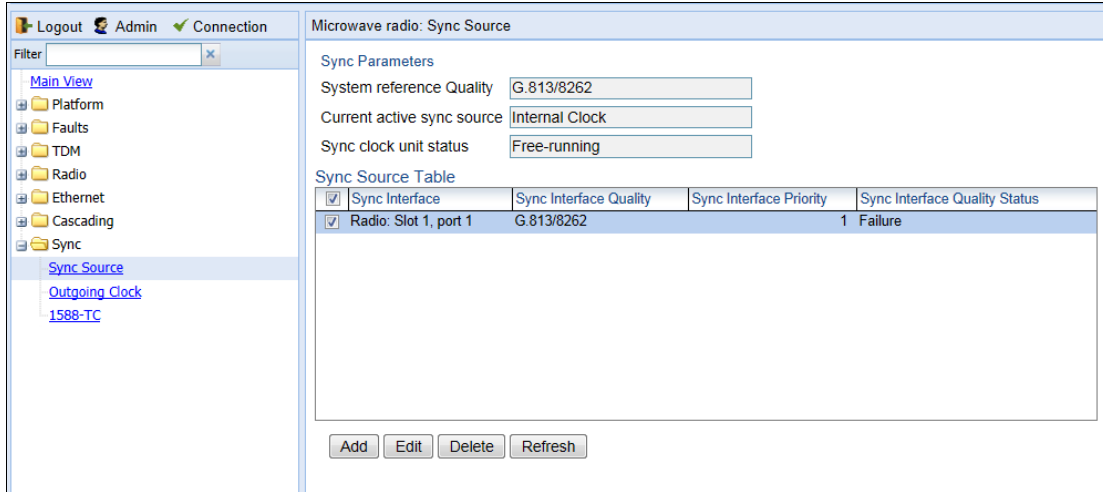 Logout Admin Connection
Filter
Main View
Platform
Faults
TDM
Radio
Ethernet
Cascading
Sync
Sync Source
Outgoing Clock
1588-TC
Microwave radio: Sync Source
Sync Parameters
System reference Quality G.813/8262
Current active sync source Internal Clock
Sync clock unit status Free-running
Sync Source Table
Sync Interface Sync Interface Quality Sync Interface Priority Sync Interface Quality Status
Radio: Slot 1, port 1 G.813/8262 1 Failure
Add Edit Delete Refresh